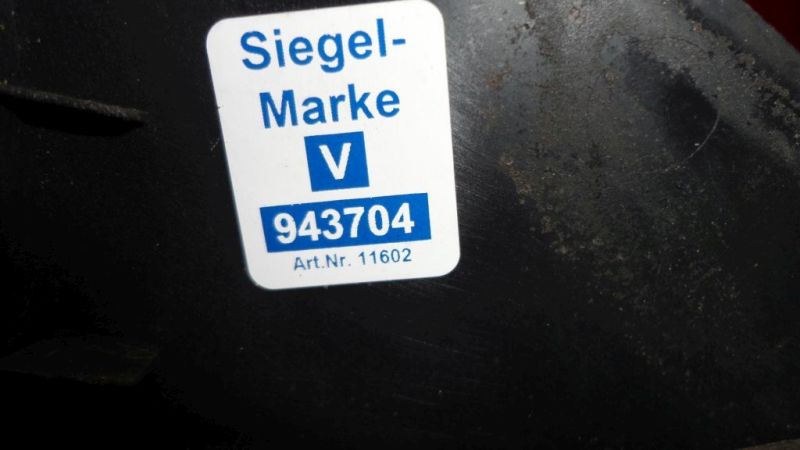 Siegel-
Marke
V
943704
Art.Nr. 11602